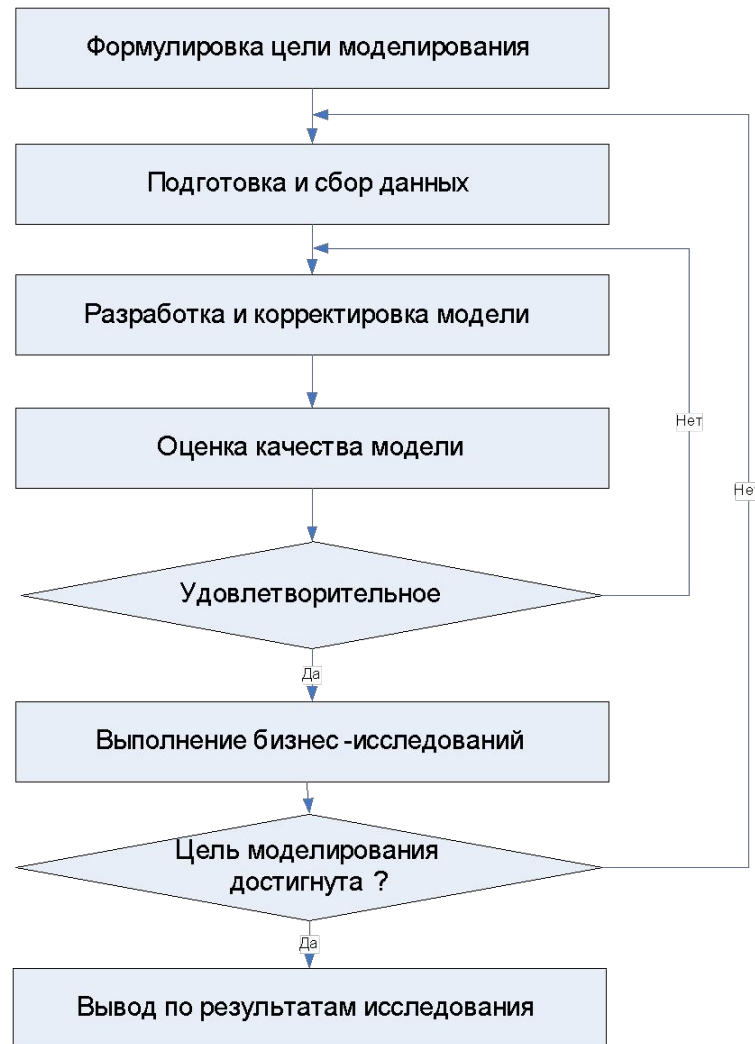 Формулировка цели моделирования
Подготовка и сбор данных
Разработка и корректировка модели
Нет
Оценка качества модели
Нет
Удовлетворительное
Да
Выполнение бизнес -исследований
Цель моделирования
достигнута ?
Да
Вывод по результатам исследования